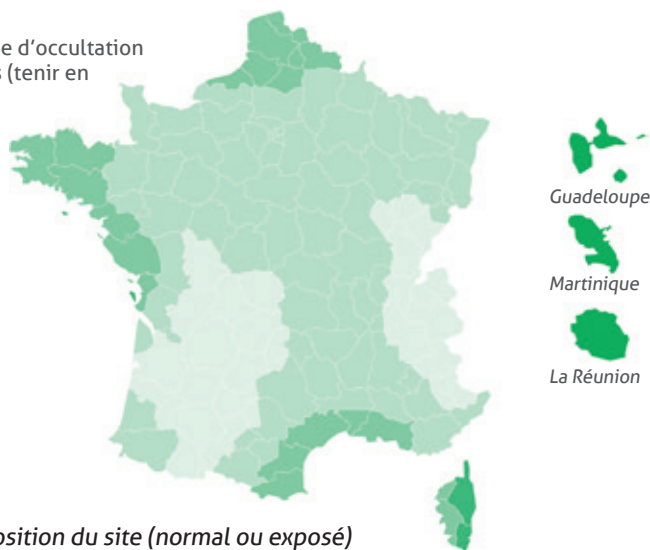 e d’occultation
s (tenir en
Guadeloupe
Martinique
La Réunion
osition du site (normal ou exposé)